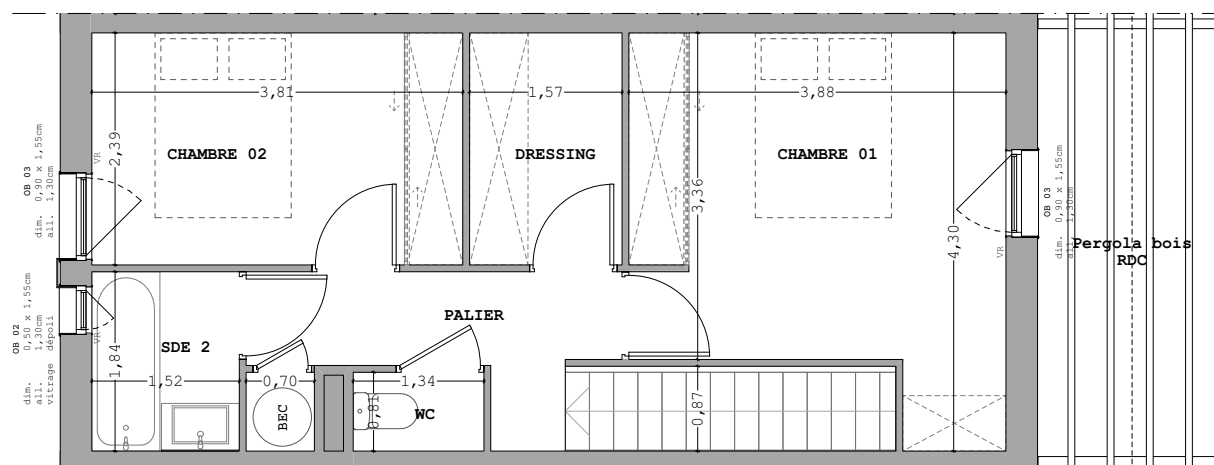 3,81
1,57
3,88
CHAMBRE 02
DRESSING
CHAMBRE 01
2,39
3,36
4,30
VR
OB 03
dim. 0,90 x 1,55cm
all. 1,30cm
VR
OB 03
dim. 0,90 x 1,55cm
all. 1,30cm
Pergola bois
RDC
OB 02
dim. 0,50 x 1,55cm
all. 1,30cm
vitrage dépoli
VR
PALIER
SDE 2
1,84
1,52
0,70
1,34
BEC
0,81
WC
0,87